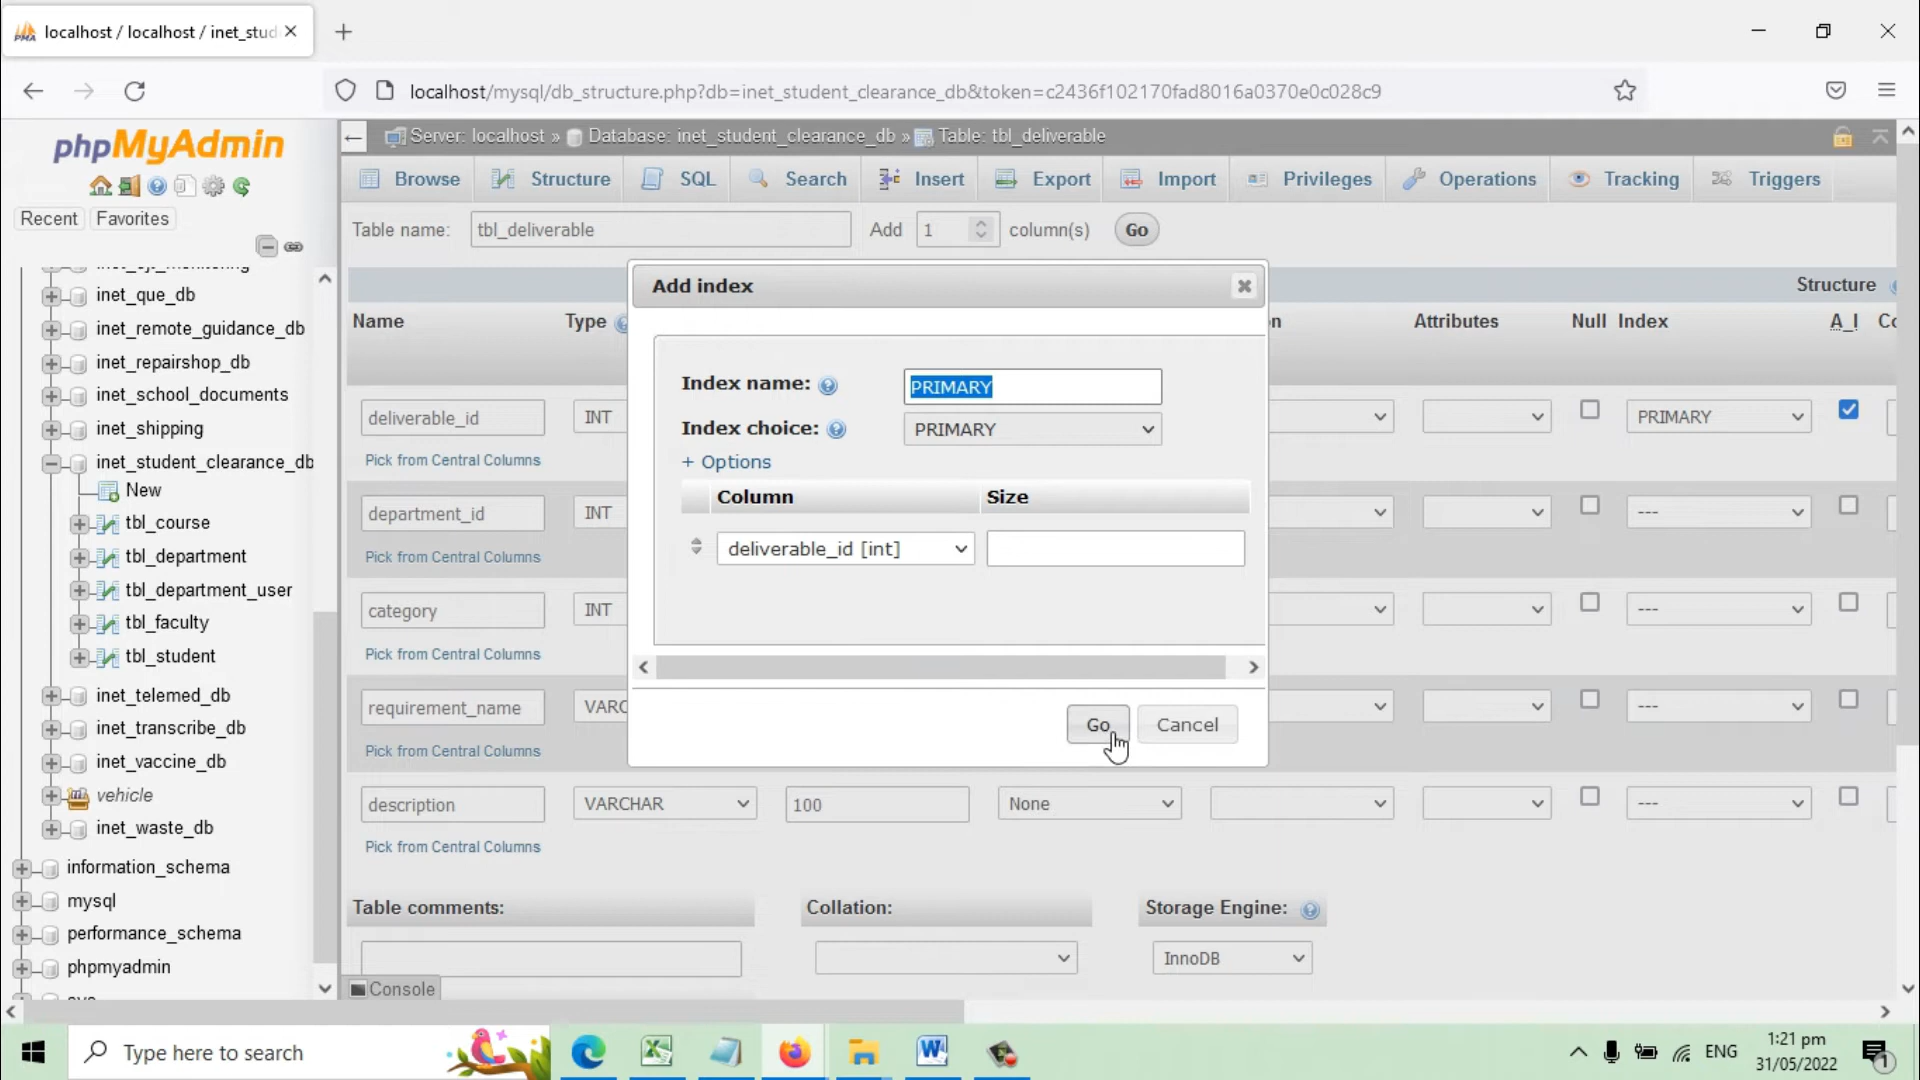 localhost / localhost / inet_stud
localhost/mysql/db_structure.php?db=inet_student_clearance_db&token=c2436f102170fad8016a0370e0c028c9
phpMyAdmin
Recent Favorites
inet_que_db
inet_remote_guidance_db
inet_repairshop_db
inet_school_documents
inet_shipping
inet_student_clearance_db
New
tbl_course
tbl_department
tbl_department_user
tbl_faculty
tbl_student
inet_telemed_db
inet_transcribe_db
inet_vaccine_db
vehicle
inet_waste_db
information_schema
mysql
performance_schema
phpmyadmin
Server: localhost » Database: inet_student_clearance_db » Table: tbl_deliverable
Browse Structure SQL Search Insert Export Import Privileges Operations Tracking Triggers
Table name: tbl_deliverable Add 1 column(s) Go
Structure
Name Type Attributes Null Index A_I
deliverable_id INT PRIMARY
Pick from Central Columns
department_id INT ---
Pick from Central Columns
category INT ---
Pick from Central Columns
requirement_name VARC ---
Pick from Central Columns
description VARCHAR 100 None ---
Pick from Central Columns
Table comments: Collation: Storage Engine:
InnoDB
Console
Add index
Index name: PRIMARY
Index choice: PRIMARY
+ Options
Column Size
deliverable_id [int]
Go Cancel
Type here to search
ENG
1:21 pm
31/05/2022
1